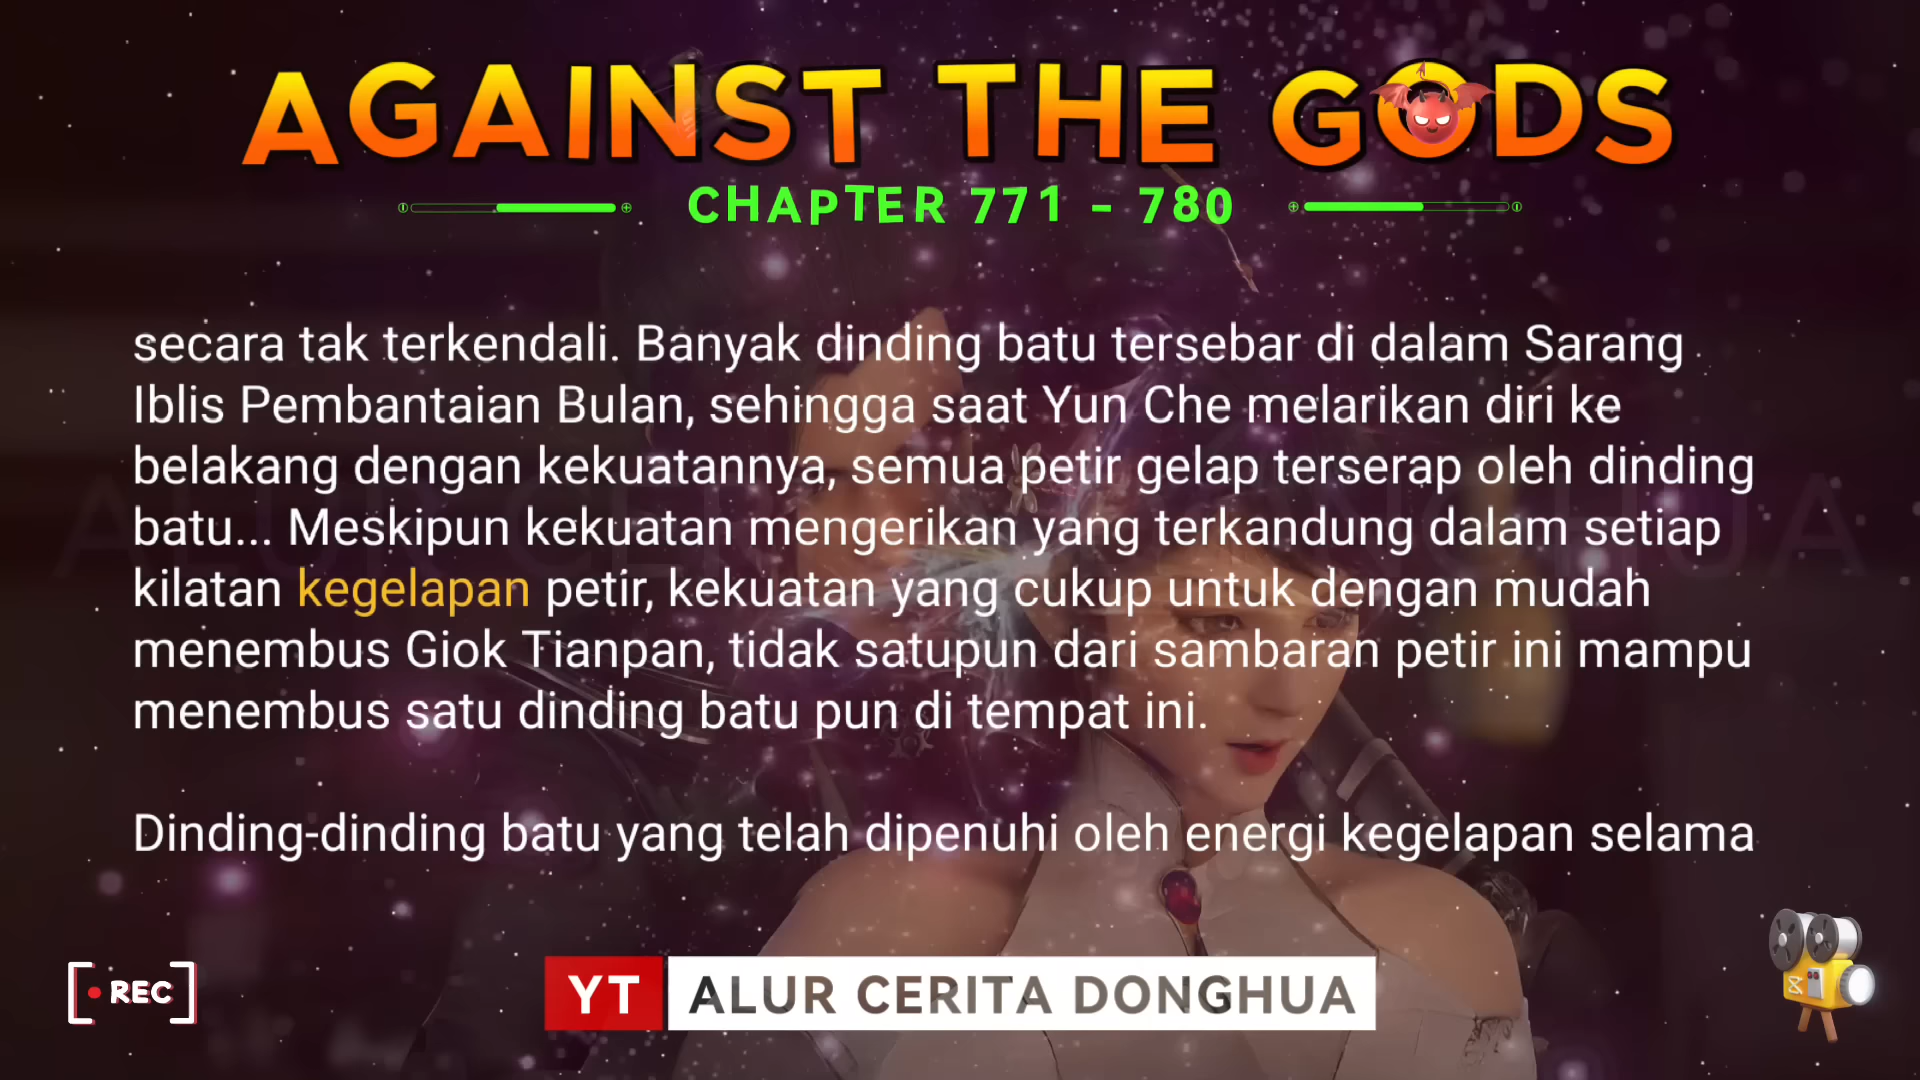 AGAINST THE GODS
CHAPTER 771 - 780
secara tak terkendali. Banyak dinding batu tersebar di dalam Sarang
Iblis Pembantaian Bulan, sehingga saat Yun Che melarikan diri ke
belakang dengan kekuatannya, semua petir gelap terserap oleh dinding
batu... Meskipun kekuatan mengerikan yang terkandung dalam setiap
kilatan kegelapan petir, kekuatan yang cukup untuk dengan mudah
menembus Giok Tianpan, tidak satupun dari sambaran petir ini mampu
menembus satu dinding batu pun di tempat ini.
Dinding-dinding batu yang telah dipenuhi oleh energi kegelapan selama
REC
YT ALUR CERITA DONGHUA